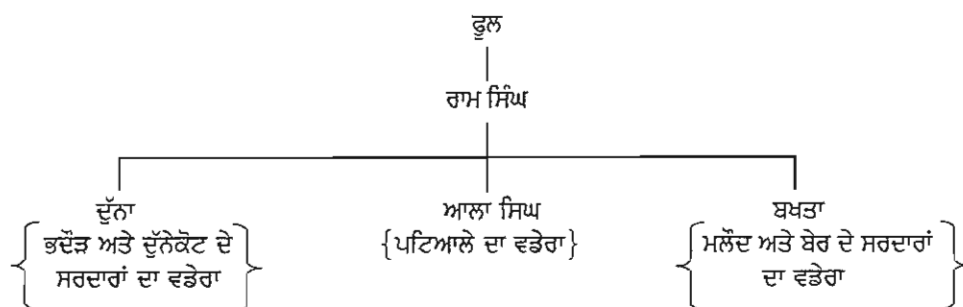 ਫੂਲ
ਰਾਮ ਸਿੰਘ
ਦੁੱਨਾ
{ਭਦੌੜ ਅਤੇ ਦੁੱਨੇਕੋਟ ਦੇ
ਸਰਦਾਰਾਂ ਦਾ ਵਡੇਰਾ}
ਆਲਾ ਸਿਘ
{ਪਟਿਆਲੇ ਦਾ ਵਡੇਰਾ}
ਬਖਤਾ
{ਮਲੌਦ ਅਤੇ ਬੇਰ ਦੇ ਸਰਦਾਰਾਂ
ਦਾ ਵਡੇਰਾ}